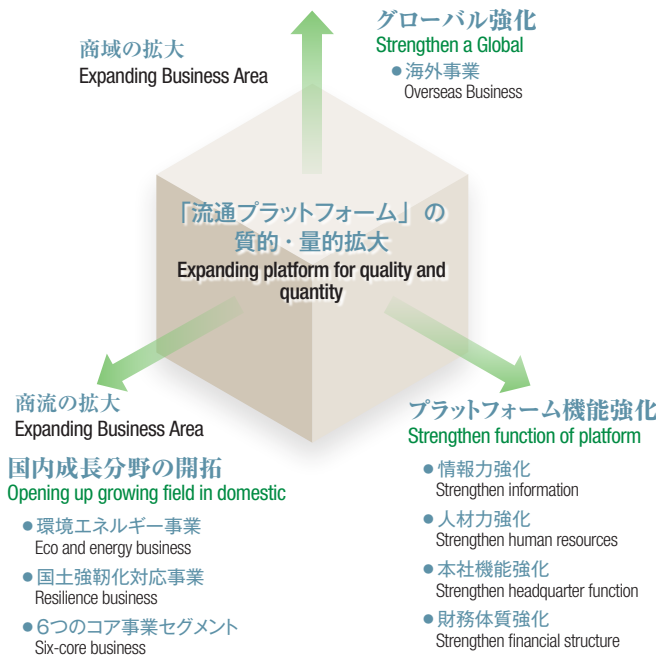 商域の拡大
Expanding Business Area
グローバル強化
Strengthen a Global
●海外事業
Overseas Business
「流通プラットフォーム」の
質的・量的拡大
Expanding platform for quality and
quantity
商流の拡大
Expanding Business Area
国内成長分野の開拓
Opening up growing field in domestic
●環境エネルギー事業
Eco and energy business
●国土強靭化対応事業
Resilience business
●6つのコア事業セグメント
Six-core business
プラットフォーム機能強化
Strengthen function of platform
●情報力強化
Strengthen information
●人材力強化
Strengthen human resources
●本社機能強化
Strengthen headquarter function
●財務体質強化
Strengthen financial structure